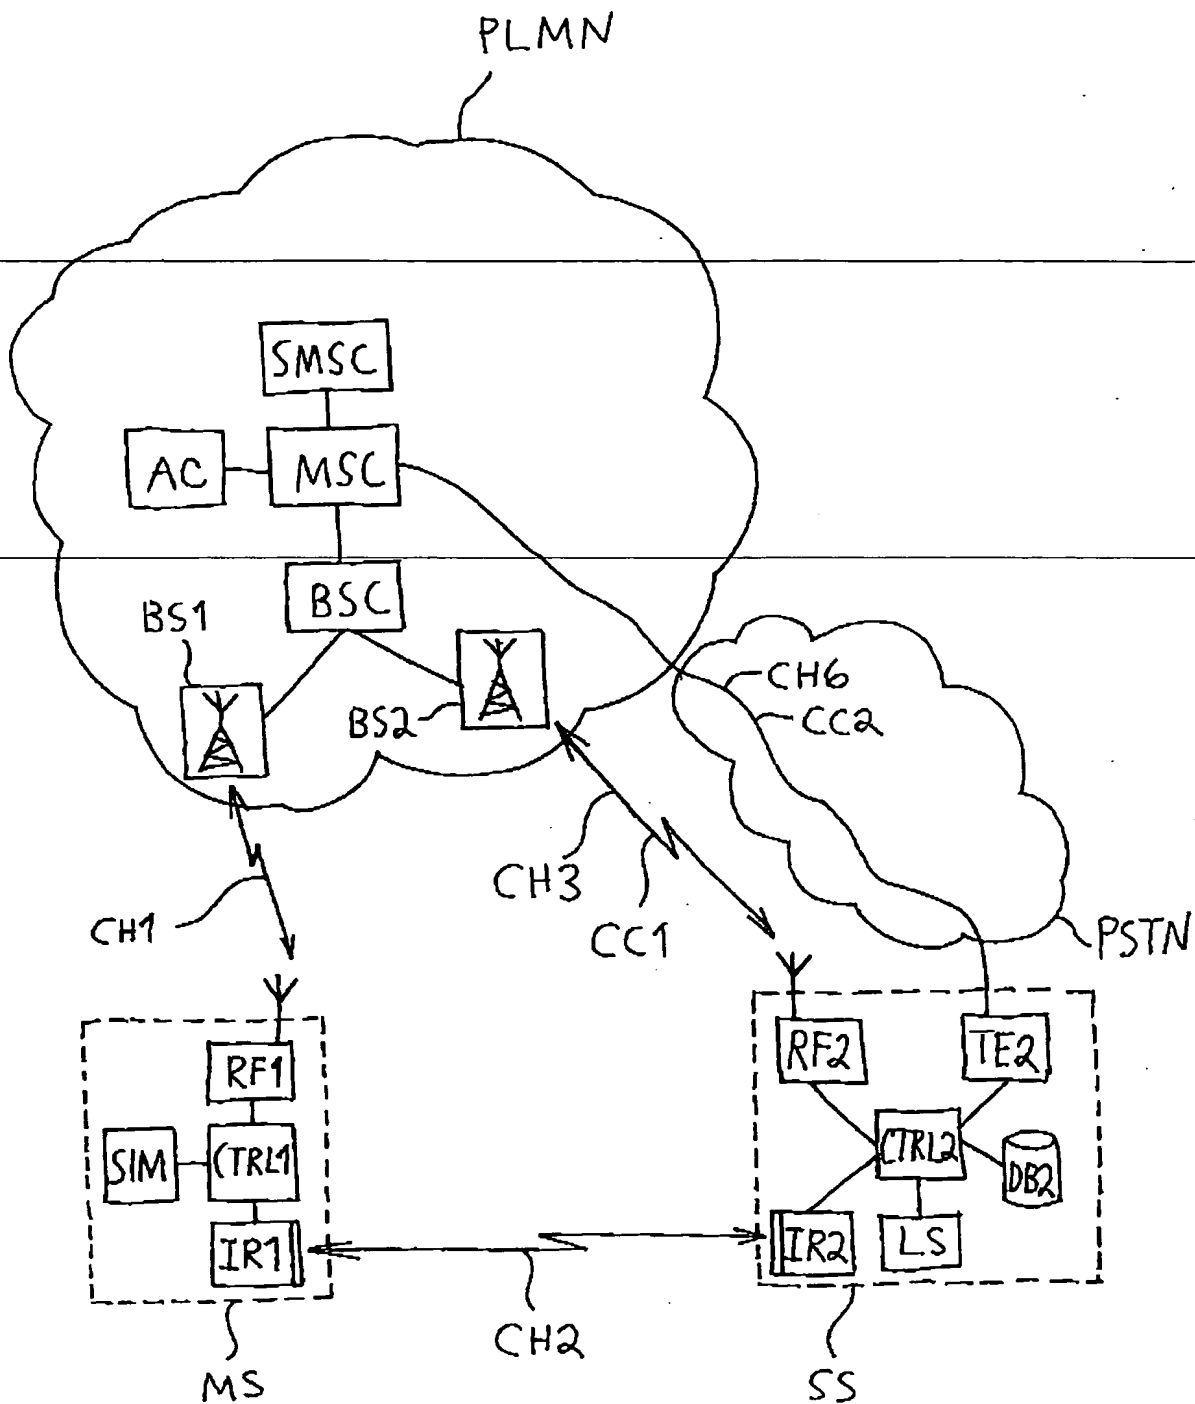 PLMN
SMSC
AC
MSC
BSC
BS1
BS2
CH6
CC2
CH3
CC1
CH1
PSTN
RF1
RF2
TE2
SIM
CTRL1
CTRL2
DB2
IR1
IR2
LS
CH2
MS
SS